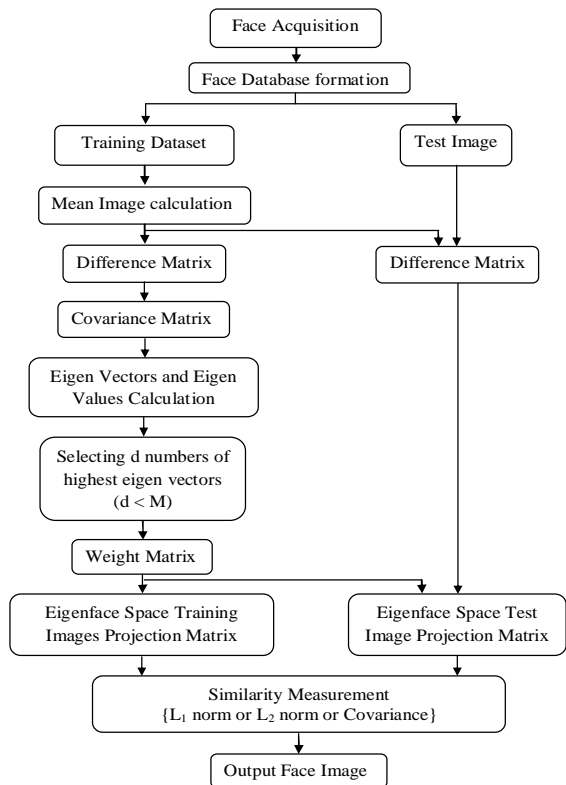 Face Acquisition
Face Database formation
Training Dataset
Test Image
Mean Image calculation
Difference Matrix
Difference Matrix
Covariance Matrix
Eigen Vectors and Eigen
Values Calculation
Selecting d numbers of
highest eigen vectors
(d < M)
Weight Matrix
Eigenface Space Training
Images Projection Matrix
Eigenface Space Test
Image Projection Matrix
Similarity Measurement
{L₁ norm or L₂ norm or Covariance}
Output Face Image